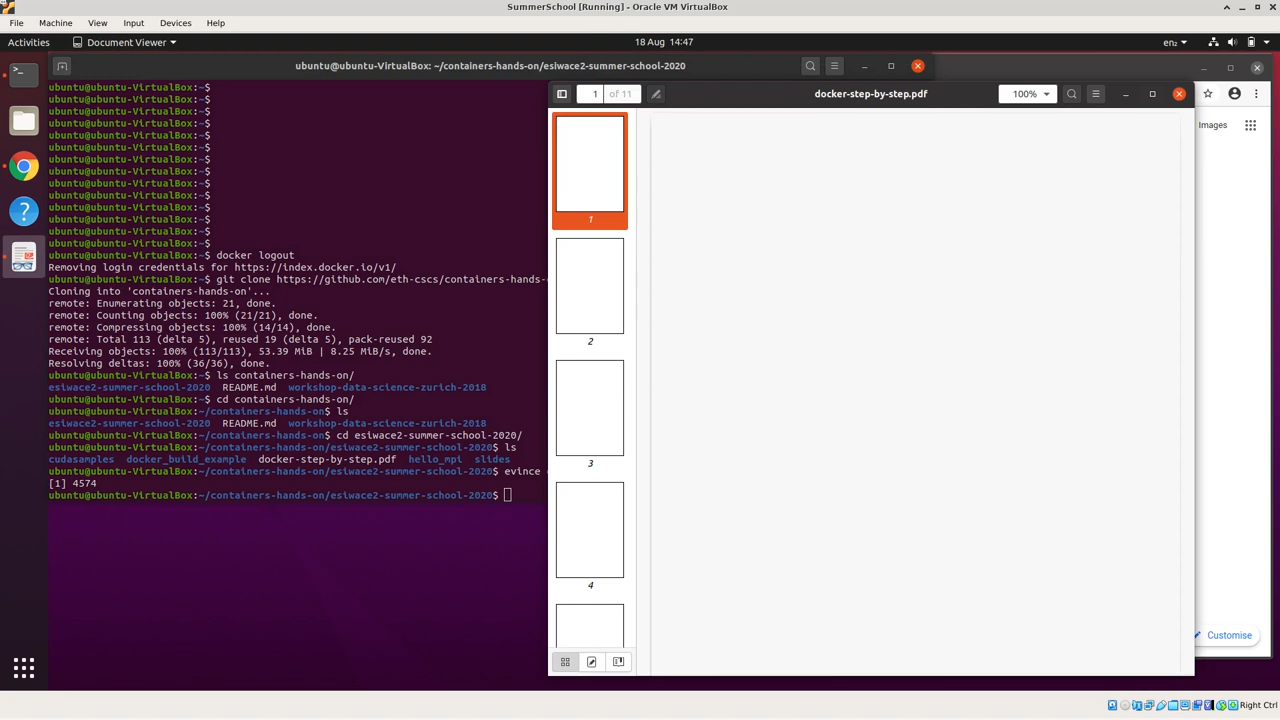 SummerSchool [Running] - Oracle VM VirtualBox
File Machine View Input Devices Help
Activities Document Viewer 18 Aug 14:47 en₂
ubuntu@ubuntu-VirtualBox: ~/containers-hands-on/esiwace2-summer-school-2020
ubuntu@ubuntu-VirtualBox:~$
ubuntu@ubuntu-VirtualBox:~$
ubuntu@ubuntu-VirtualBox:~$
ubuntu@ubuntu-VirtualBox:~$
ubuntu@ubuntu-VirtualBox:~$
ubuntu@ubuntu-VirtualBox:~$
ubuntu@ubuntu-VirtualBox:~$
ubuntu@ubuntu-VirtualBox:~$
ubuntu@ubuntu-VirtualBox:~$
ubuntu@ubuntu-VirtualBox:~$
ubuntu@ubuntu-VirtualBox:~$
ubuntu@ubuntu-VirtualBox:~$
ubuntu@ubuntu-VirtualBox:~$
ubuntu@ubuntu-VirtualBox:~$
ubuntu@ubuntu-VirtualBox:~$ docker logout
Removing login credentials for https://index.docker.io/v1/
ubuntu@ubuntu-VirtualBox:~$ git clone https://github.com/eth-cscs/containers-hands-
Cloning into 'containers-hands-on'...
remote: Enumerating objects: 21, done.
remote: Counting objects: 100% (21/21), done.
remote: Compressing objects: 100% (14/14), done.
remote: Total 113 (delta 5), reused 19 (delta 5), pack-reused 92
Receiving objects: 100% (113/113), 53.39 MiB | 8.25 MiB/s, done.
Resolving deltas: 100% (36/36), done.
ubuntu@ubuntu-VirtualBox:~$ ls containers-hands-on/
esiwace2-summer-school-2020 README.md workshop-data-science-zurich-2018
ubuntu@ubuntu-VirtualBox:~$ cd containers-hands-on/
ubuntu@ubuntu-VirtualBox:~/containers-hands-on$ ls
esiwace2-summer-school-2020 README.md workshop-data-science-zurich-2018
ubuntu@ubuntu-VirtualBox:~/containers-hands-on$ cd esiwace2-summer-school-2020/
ubuntu@ubuntu-VirtualBox:~/containers-hands-on/esiwace2-summer-school-2020$ ls
cudasamples docker_build_example docker-step-by-step.pdf hello_mpi slides
ubuntu@ubuntu-VirtualBox:~/containers-hands-on/esiwace2-summer-school-2020$ evince
[1] 4574
ubuntu@ubuntu-VirtualBox:~/containers-hands-on/esiwace2-summer-school-2020$
1 of 11 docker-step-by-step.pdf 100%
1
2
3
4
Images
Customise
Right Ctrl